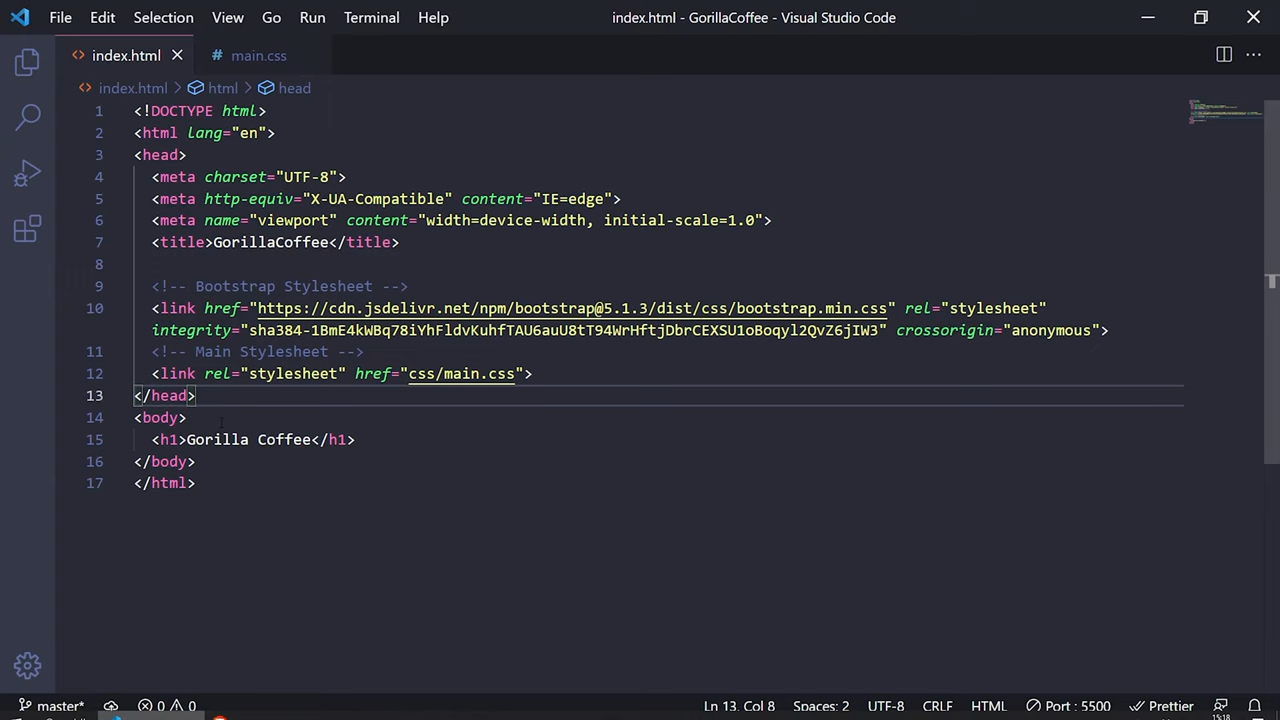 File Edit Selection View Go Run Terminal Help index.html - GorillaCoffee - Visual Studio Code
<> index.html × # main.css
<> index.html > html > head
1 <!DOCTYPE html>
2 <html lang="en">
3 <head>
4 <meta charset="UTF-8">
5 <meta http-equiv="X-UA-Compatible" content="IE=edge">
6 <meta name="viewport" content="width=device-width, initial-scale=1.0">
7 <title>GorillaCoffee</title>
8
9 <!-- Bootstrap Stylesheet -->
10 <link href="https://cdn.jsdelivr.net/npm/bootstrap@5.1.3/dist/css/bootstrap.min.css" rel="stylesheet"
integrity="sha384-1BmE4kWBq78iYhFldvKuhfTAU6auU8tT94WrHftjDbrCEXSU1oBoqyl2QvZ6jIW3" crossorigin="anonymous">
11 <!-- Main Stylesheet -->
12 <link rel="stylesheet" href="css/main.css">
13 </head>
14 <body>
15 <h1>Gorilla Coffee</h1>
16 </body>
17 </html>
master* 0 0 Ln 13, Col 8 Spaces: 2 UTF-8 CRLF HTML Port : 5500 Prettier
15:18